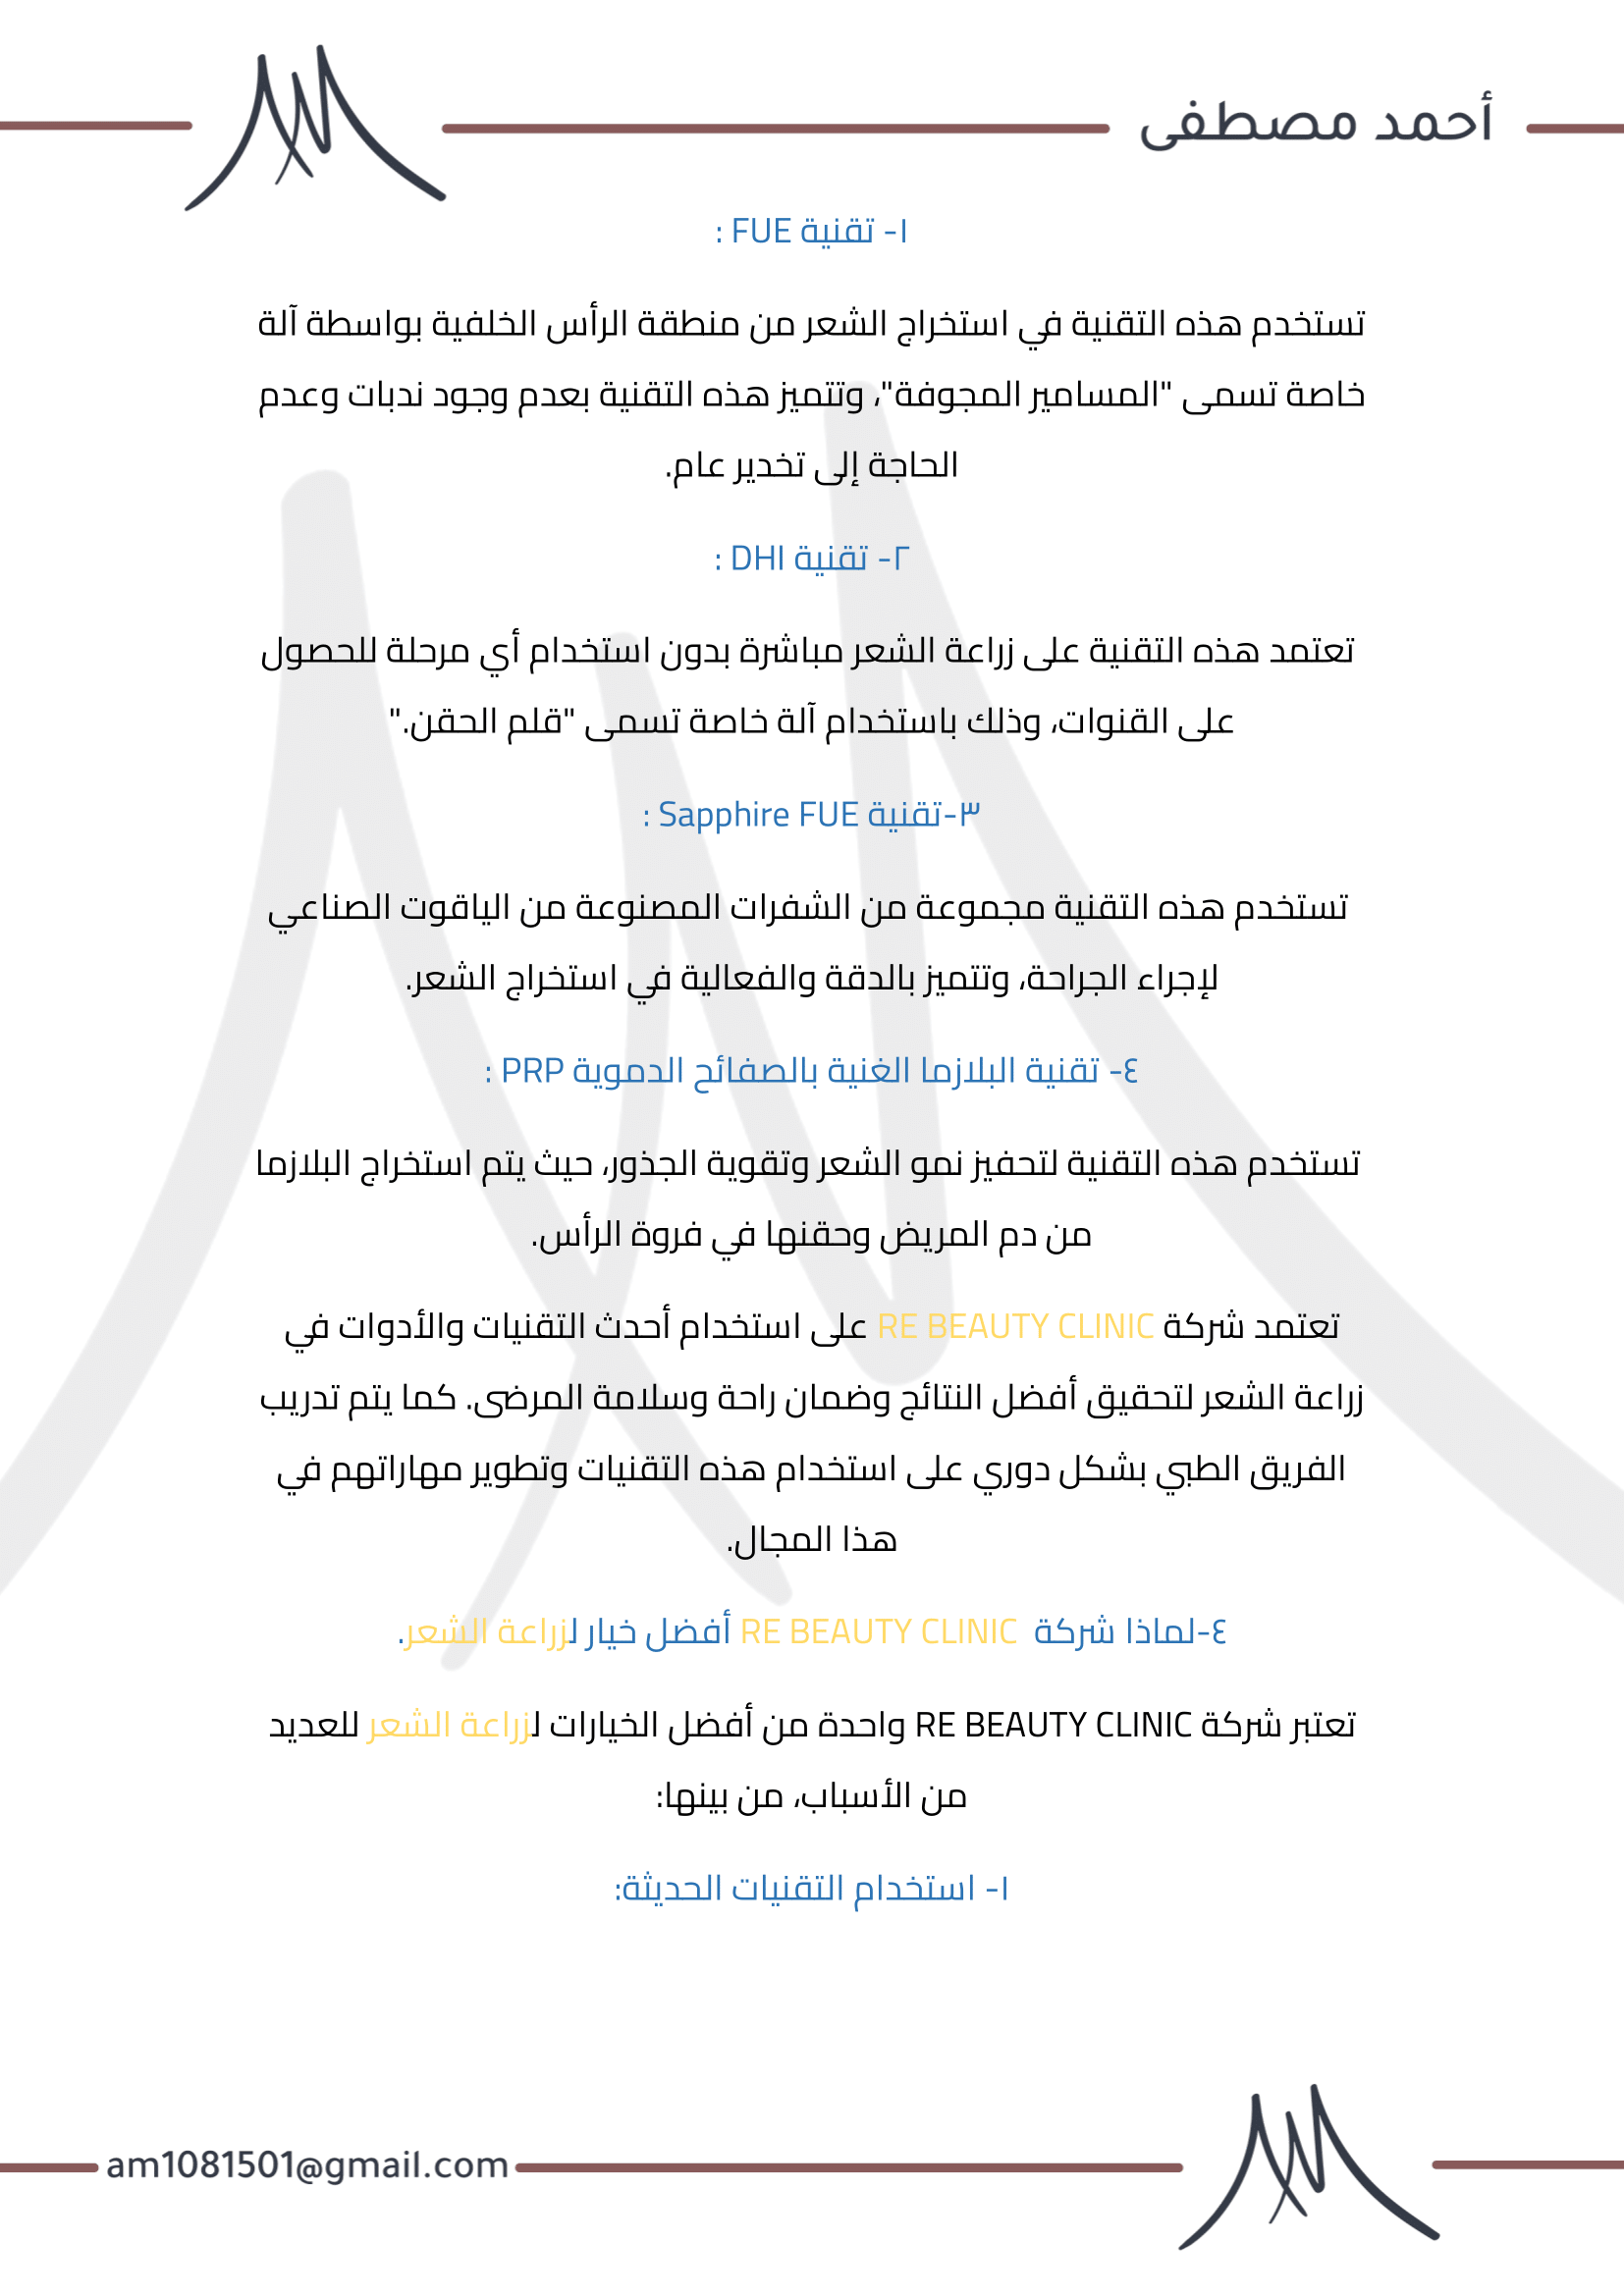 أحمد مصطفى
١- تقنية FUE :
تستخدم هذه التقنية في استخراج الشعر من منطقة الرأس الخلفية بواسطة آلة
خاصة تسمى "المسامير المجوفة"، وتتميز هذه التقنية بعدم وجود ندبات وعدم
الحاجة إلى تخدير عام.
٢- تقنية DHI :
تعتمد هذه التقنية على زراعة الشعر مباشرة بدون استخدام أي مرحلة للحصول
على القنوات، وذلك باستخدام آلة خاصة تسمى "قلم الحقن."
٣-تقنية Sapphire FUE :
تستخدم هذه التقنية مجموعة من الشفرات المصنوعة من الياقوت الصناعي
لإجراء الجراحة، وتتميز بالدقة والفعالية في استخراج الشعر.
٤- تقنية البلازما الغنية بالصفائح الدموية PRP :
تستخدم هذه التقنية لتحفيز نمو الشعر وتقوية الجذور، حيث يتم استخراج البلازما
من دم المريض وحقنها في فروة الرأس.
تعتمد شركة RE BEAUTY CLINIC على استخدام أحدث التقنيات والأدوات في
زراعة الشعر لتحقيق أفضل النتائج وضمان راحة وسلامة المرضى. كما يتم تدريب
الفريق الطبي بشكل دوري على استخدام هذه التقنيات وتطوير مهاراتهم في
هذا المجال.
٤-لماذا شركة RE BEAUTY CLINIC أفضل خيار لزراعة الشعر.
تعتبر شركة RE BEAUTY CLINIC واحدة من أفضل الخيارات لزراعة الشعر للعديد
من الأسباب، من بينها:
١- استخدام التقنيات الحديثة:
am1081501@gmail.com